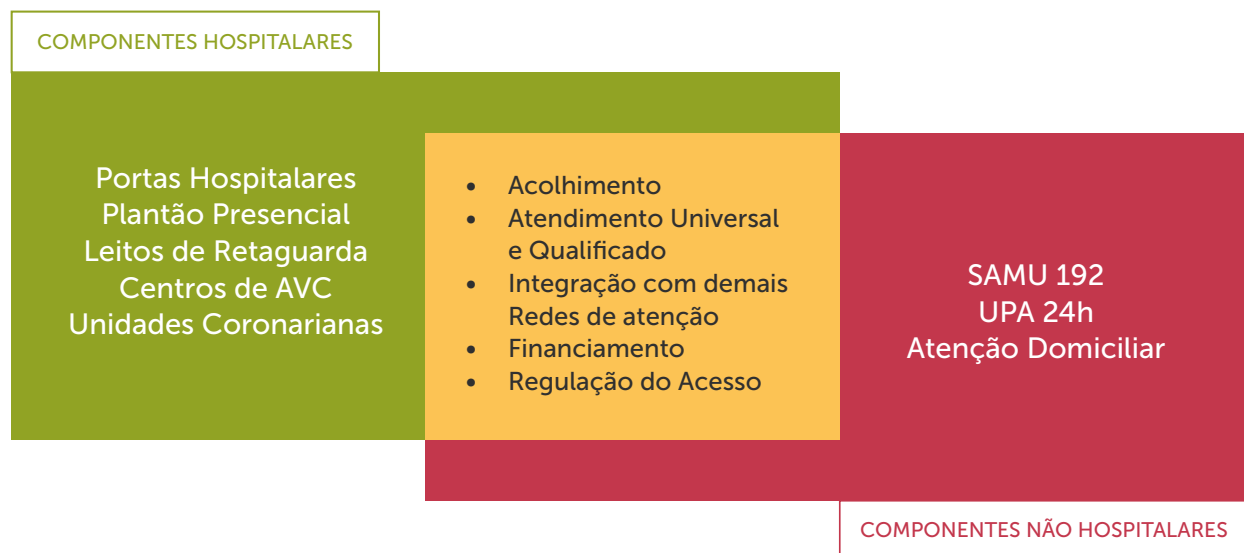 COMPONENTES HOSPITALARES
Portas Hospitalares
Plantão Presencial
Leitos de Retaguarda
Centros de AVC
Unidades Coronarianas
• Acolhimento
• Atendimento Universal
e Qualificado
• Integração com demais
Redes de atenção
• Financiamento
• Regulação do Acesso
SAMU 192
UPA 24h
Atenção Domiciliar
COMPONENTES NÃO HOSPITALARES